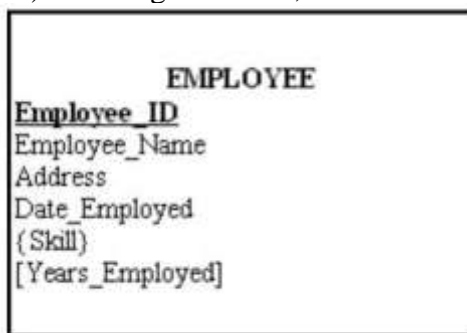 EMPLOYEE
Employee_ID
Employee_Name
Address
Date_Employed
{Skill}
[Years_Employed]